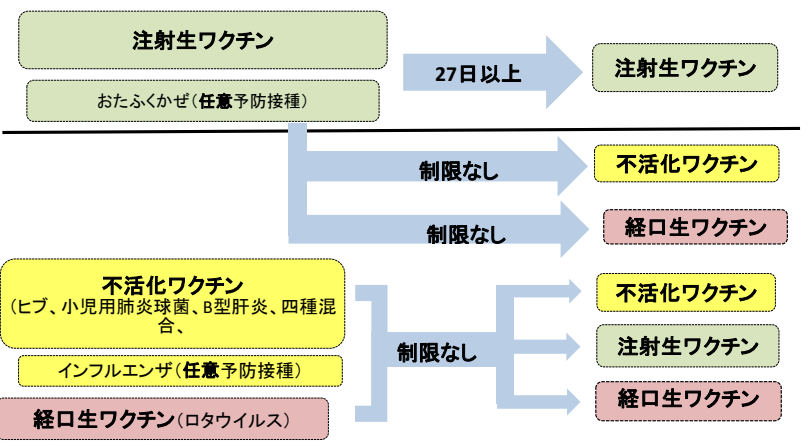 注射生ワクチン
おたふくかぜ(任意予防接種)
27日以上
注射生ワクチン
制限なし
不活化ワクチン
制限なし
経口生ワクチン
不活化ワクチン
(ヒブ、小児用肺炎球菌、B型肝炎、四種混
合、
インフルエンザ(任意予防接種)
経口生ワクチン(ロタウイルス)
制限なし
不活化ワクチン
注射生ワクチン
経口生ワクチン